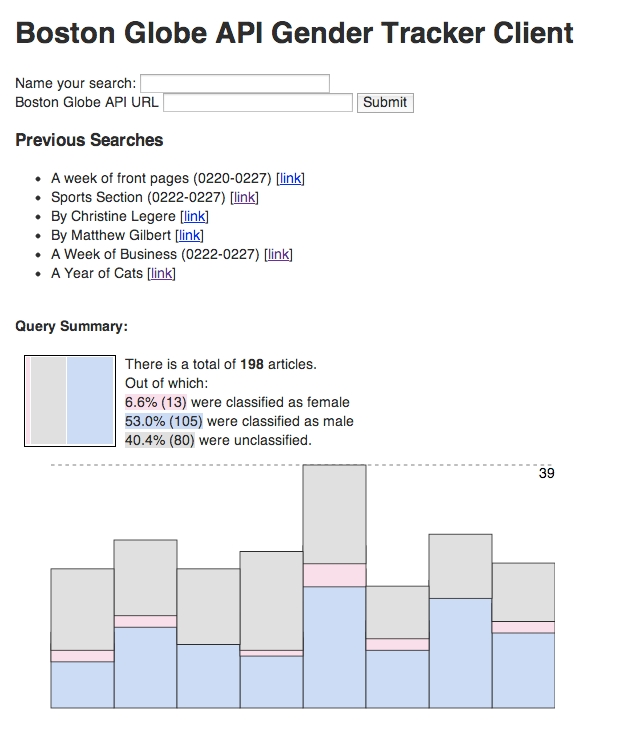 Boston Globe API Gender Tracker Client
Name your search:
Boston Globe API URL Submit
Previous Searches
• A week of front pages (0220-0227) [link]
• Sports Section (0222-0227) [link]
• By Christine Legere [link]
• By Matthew Gilbert [link]
• A Week of Business (0222-0227) [link]
• A Year of Cats [link]
Query Summary:
There is a total of 198 articles.
Out of which:
6.6% (13) were classified as female
53.0% (105) were classified as male
40.4% (80) were unclassified.
39